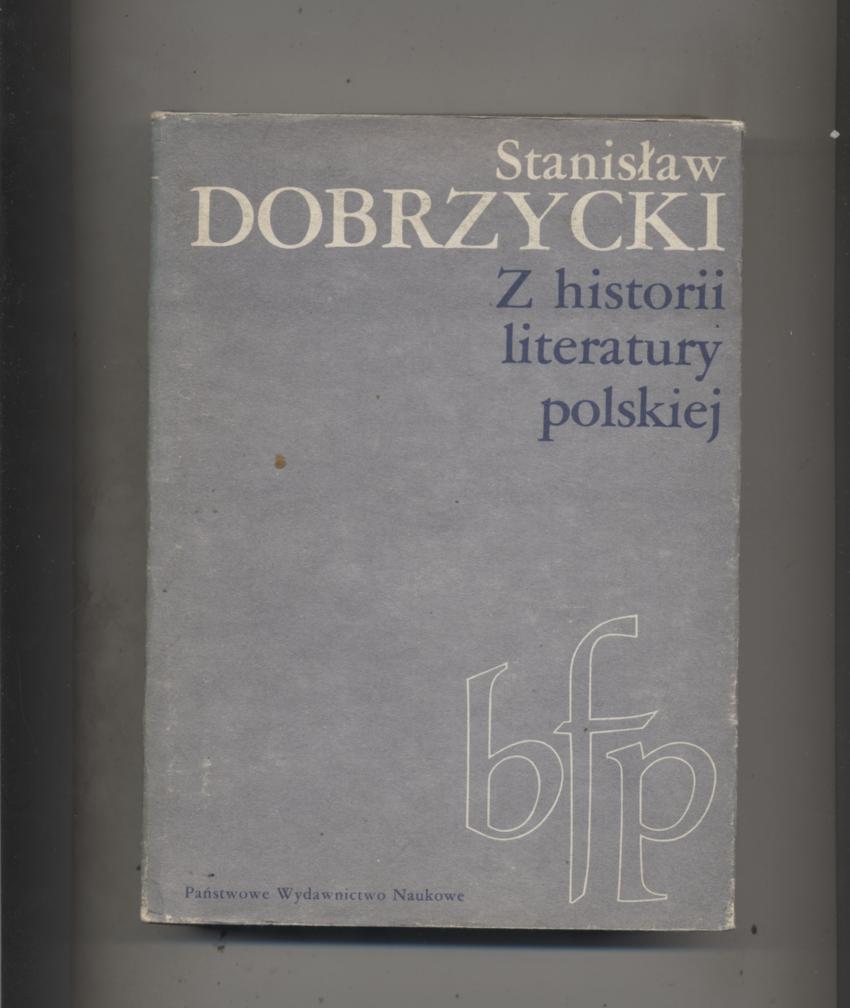 Stanisław
DOBRZYCKI
Z historii
literatury
polskiej
bfp
Państwowe Wydawnictwo Naukowe